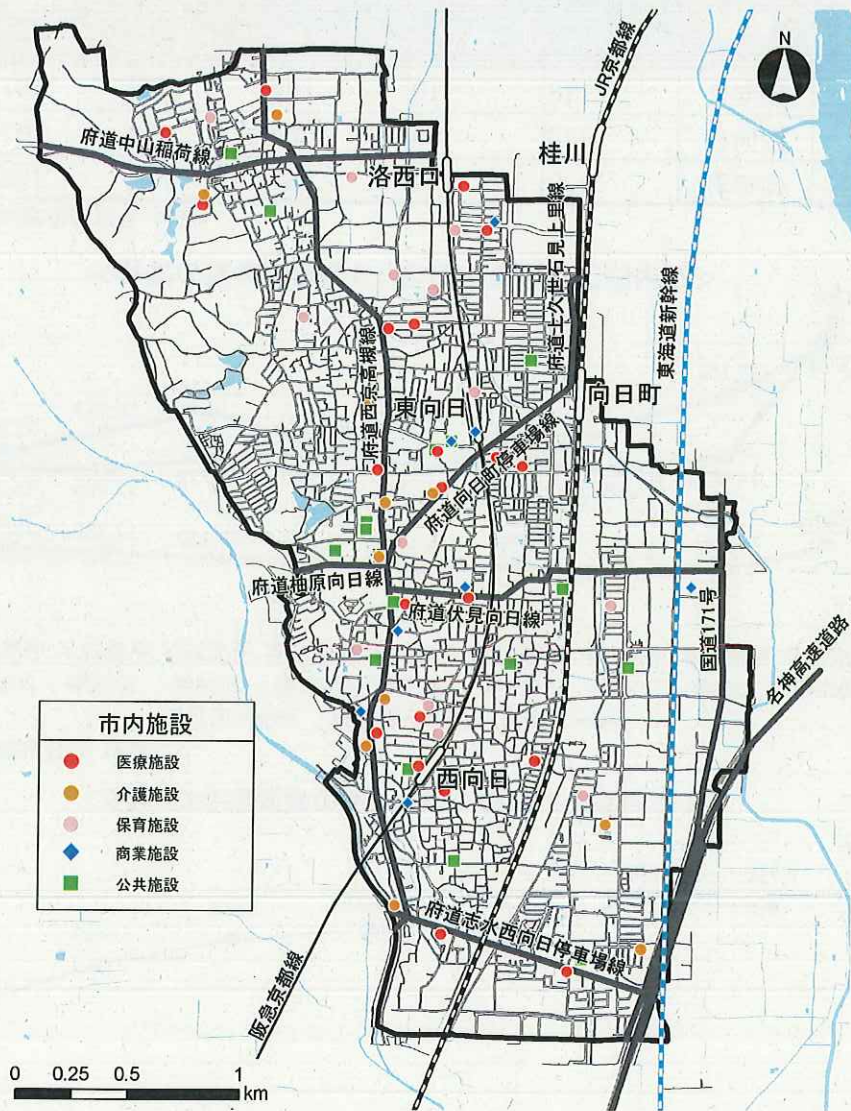 N
JR京都線
桂川
府道中山稲荷線
洛西口
府道上久世石見上里線
東海道新幹線
府道西京高槻線
東向日
向日町
府道向日町停車場線
府道柚原向日線
府道伏見向日線
国道171号
名神高速道路
市内施設
医療施設
介護施設
保育施設
商業施設
公共施設
西向日
府道志水西向日停車場線
阪急京都線
0 0.25 0.5 1
km